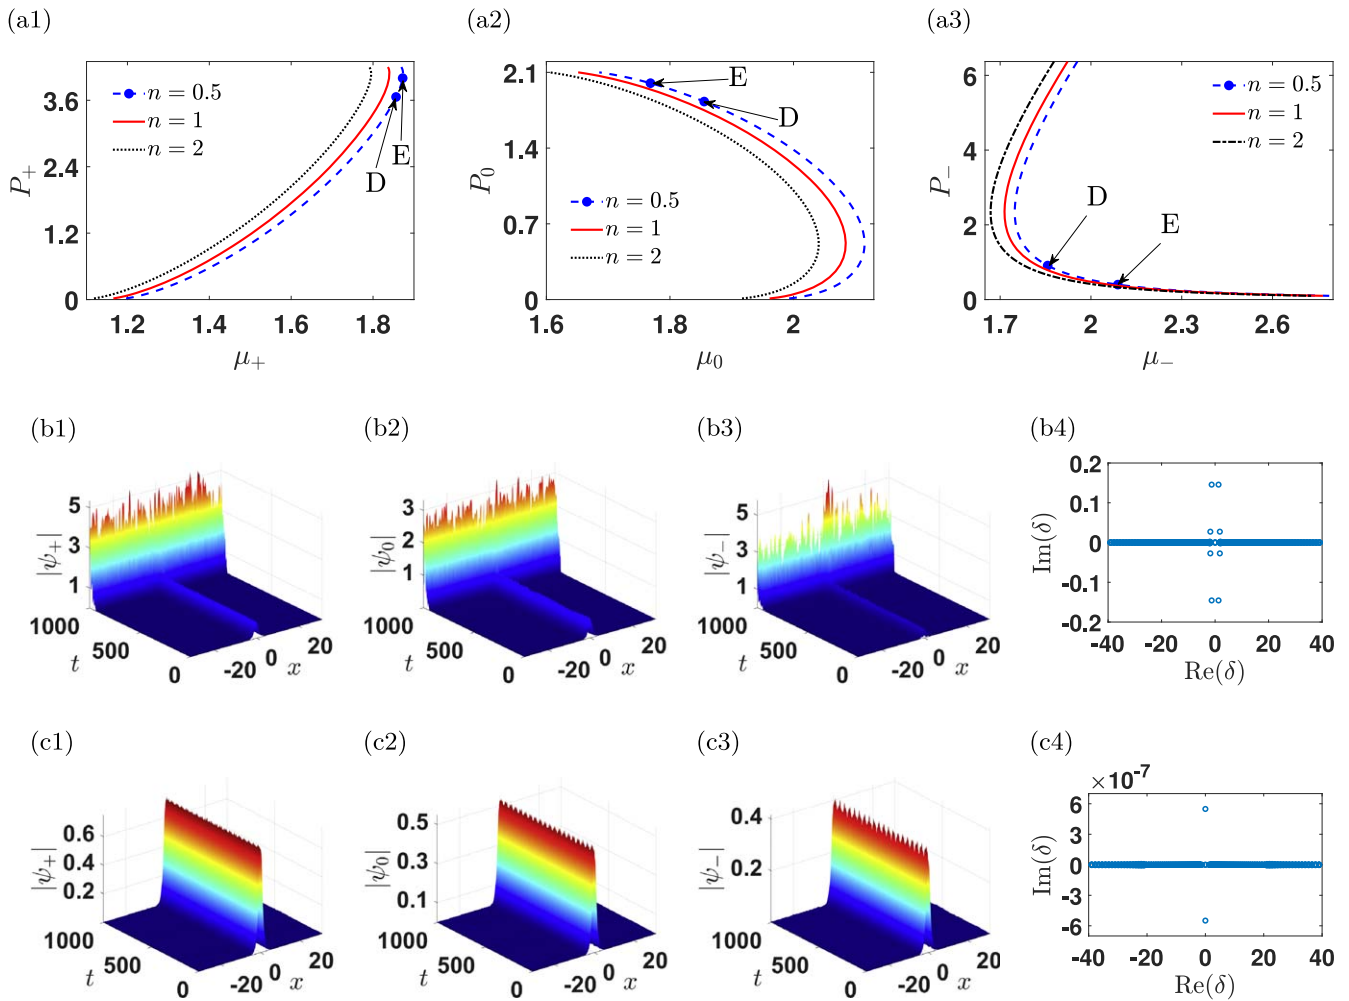 (a1)
P₊
3.6
2.4
1.2
0
1.2
1.4
1.6
1.8
μ₊
n = 0.5
n = 1
n = 2
D
E
(a2)
P₀
2.1
1.4
0.7
0
1.6
1.8
2
μ₀
n = 0.5
n = 1
n = 2
E
D
(a3)
P₋
6
4
2
0
1.7
2
2.3
2.6
μ₋
n = 0.5
n = 1
n = 2
D
E
(b1)
|ψ₊|
5
3
1
1000
500
0
t
-20
0
20
x
(b2)
|ψ₀|
3
2
1
1000
500
0
t
-20
0
20
x
(b3)
|ψ₋|
5
3
1
1000
500
0
t
-20
0
20
x
(b4)
Im(δ)
0.2
0.1
0
-0.1
-0.2
-40
-20
0
20
40
Re(δ)
(c1)
|ψ₊|
0.6
0.4
0.2
1000
500
0
t
-20
0
20
x
(c2)
|ψ₀|
0.5
0.3
0.1
1000
500
0
t
-20
0
20
x
(c3)
|ψ₋|
0.4
0.2
1000
500
0
t
-20
0
20
x
(c4)
×10⁻⁷
Im(δ)
6
3
0
-3
-6
-40
-20
0
20
40
Re(δ)